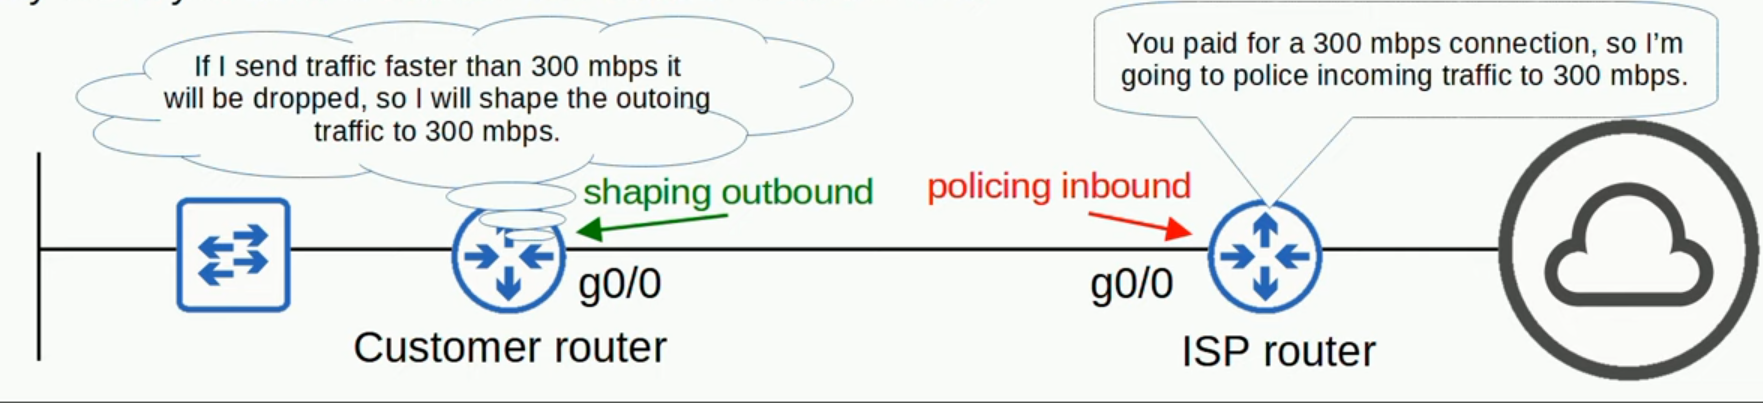 If I send traffic faster than 300 mbps it
will be dropped, so I will shape the outoing
traffic to 300 mbps.
You paid for a 300 mbps connection, so I'm
going to police incoming traffic to 300 mbps.
shaping outbound
policing inbound
g0/0
g0/0
Customer router
ISP router